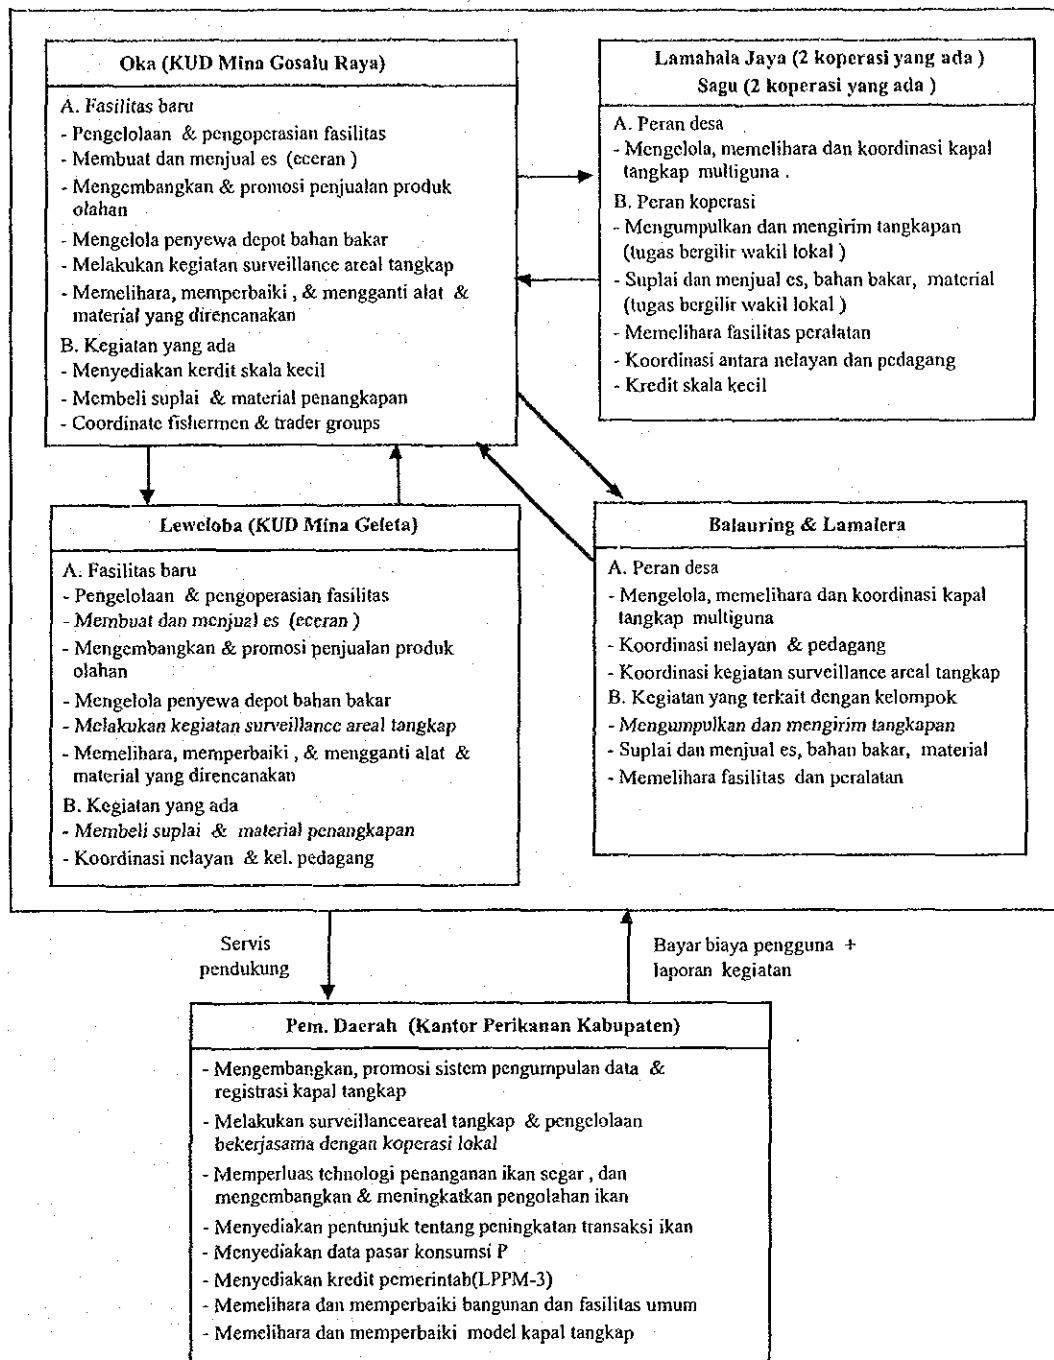 Oka (KUD Mina Gosalu Raya)
A. Fasilitas baru
- Pengelolaan & pengoperasian fasilitas
- Membuat dan menjual es (eceran )
- Mengembangkan & promosi penjualan produk
olahan
- Mengelola penyewa depot bahan bakar
- Melakukan kegiatan surveillance areal tangkap
- Memelihara, memperbaiki , & mengganti alat &
material yang direncanakan
B. Kegiatan yang ada
- Menyediakan kerdit skala kecil
- Membeli suplai & material penangkapan
- Coordinate fishermen & trader groups
Lamahala Jaya (2 koperasi yang ada )
Sagu (2 koperasi yang ada )
A. Peran desa
- Mengelola, memelihara dan koordinasi kapal
tangkap multiguna .
B. Peran koperasi
- Mengumpulkan dan mengirim tangkapan
(tugas bergilir wakil lokal )
- Suplai dan menjual es, bahan bakar, material
(tugas bergilir wakil lokal )
- Memelihara fasilitas peralatan
- Koordinasi antara nelayan dan pedagang
- Kredit skala kecil
Leweloba (KUD Mina Geleta)
A. Fasilitas baru
- Pengelolaan & pengoperasian fasilitas
- Membuat dan menjual es (eceran )
- Mengembangkan & promosi penjualan produk
olahan
- Mengelola penyewa depot bahan bakar
- Melakukan kegiatan surveillance areal tangkap
- Memelihara, memperbaiki , & mengganti alat &
material yang direncanakan
B. Kegiatan yang ada
- Membeli suplai & material penangkapan
- Koordinasi nelayan & kel. pedagang
Balauring & Lamalera
A. Peran desa
- Mengelola, memelihara dan koordinasi kapal
tangkap multiguna
- Koordinasi nelayan & pedagang
- Koordinasi kegiatan surveillance areal tangkap
B. Kegiatan yang terkait dengan kelompok
- Mengumpulkan dan mengirim tangkapan
- Suplai dan menjual es, bahan bakar, material
- Memelihara fasilitas dan peralatan
Servis
pendukung
Bayar biaya pengguna +
laporan kegiatan
Pem. Daerah (Kantor Perikanan Kabupaten)
- Mengembangkan, promosi sistem pengumpulan data &
registrasi kapal tangkap
- Melakukan surveillanceareal tangkap & pengelolaan
bekerjasama dengan koperasi lokal
- Memperluas tehnologi penanganan ikan segar , dan
mengembangkan & meningkatkan pengolahan ikan
- Menyediakan pentunjuk tentang peningkatan transaksi ikan
- Menyediakan data pasar konsumsi P
- Menyediakan kredit pemerintah(LPPM-3)
- Memelihara dan memperbaiki bangunan dan fasilitas umum
- Memelihara dan memperbaiki model kapal tangkap